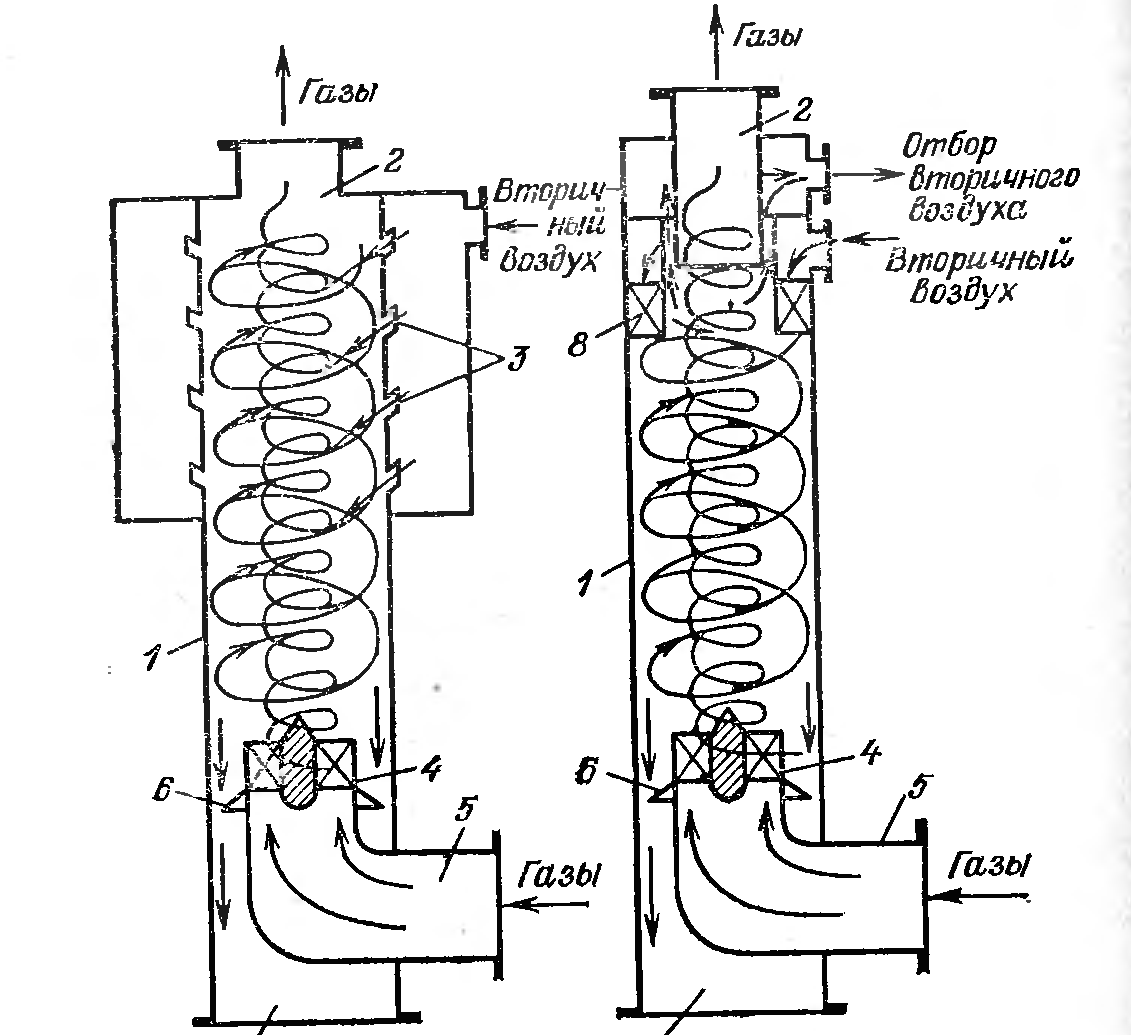 Газы
2
Вторич-
ный
воздух
3
1
4
6
5
Газы
Газы
2
Отбор
вторичного
воздуха
Вторичный
воздух
8
1
4
6
5
Газы